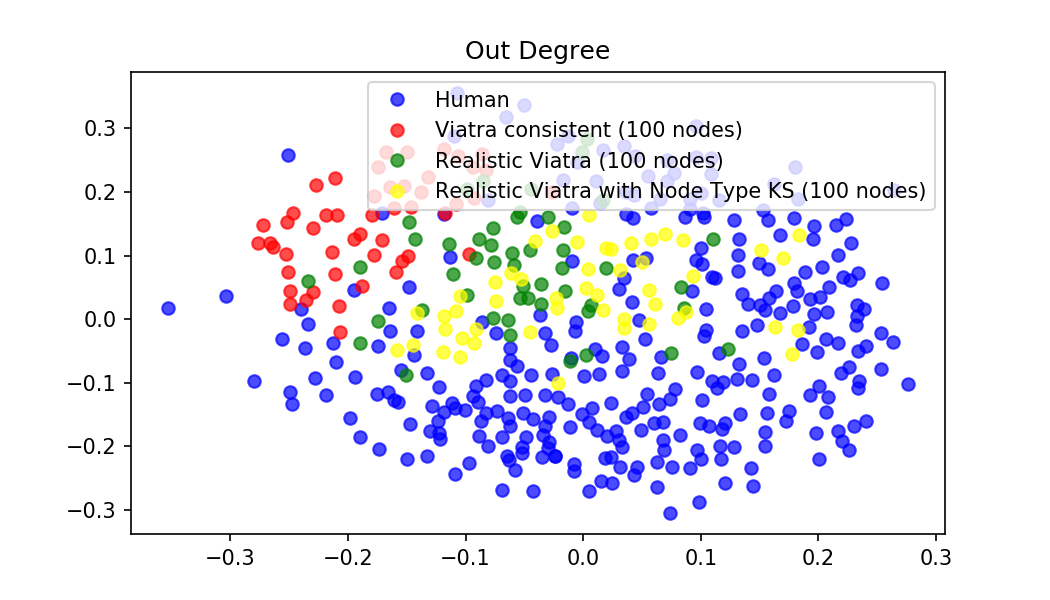 Out Degree
Human
Viatra consistent (100 nodes)
Realistic Viatra (100 nodes)
Realistic Viatra with Node Type KS (100 nodes)
0.3
0.2
0.1
0.0
−0.1
−0.2
−0.3
−0.3 −0.2 −0.1 0.0 0.1 0.2 0.3